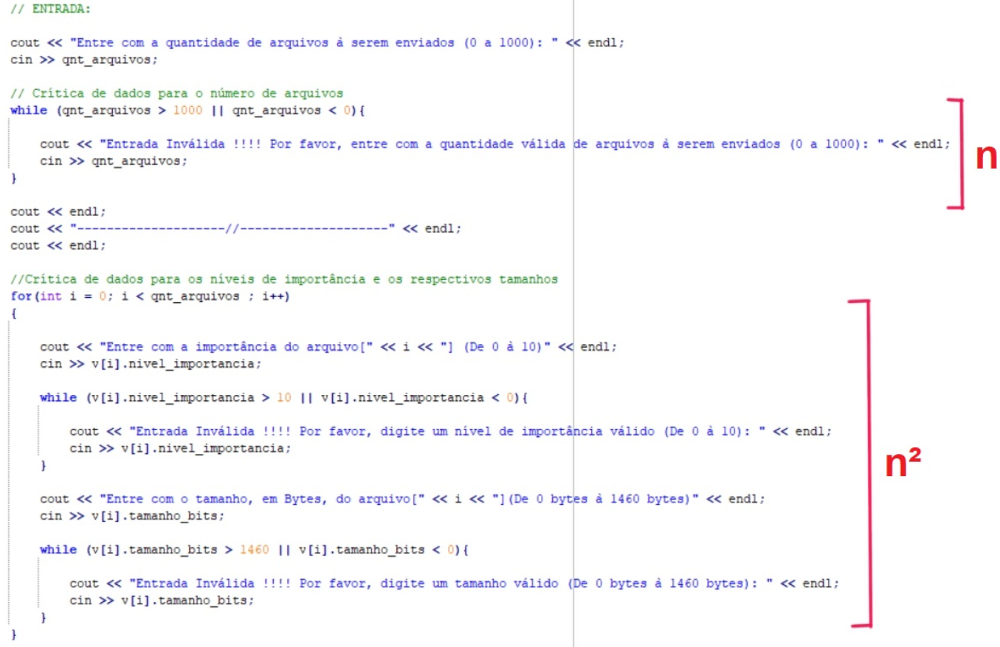 // ENTRADA:
cout << "Entre com a quantidade de arquivos à serem enviados (0 a 1000): " << endl;
cin >> qnt_arquivos;
// Crítica de dados para o número de arquivos
while (qnt_arquivos > 1000 || qnt_arquivos < 0){
cout << "Entrada Inválida !!!! Por favor, entre com a quantidade válida de arquivos à serem enviados (0 a 1000): " << endl;
cin >> qnt_arquivos;
}
n
cout << endl;
cout << "--------------------//--------------------" << endl;
cout << endl;
//Crítica de dados para os níveis de importância e os respectivos tamanhos
for(int i = 0; i < qnt_arquivos ; i++)
{
cout << "Entre com a importância do arquivo[" << i << "] (De 0 à 10)" << endl;
cin >> v[i].nivel_importancia;
while (v[i].nivel_importancia > 10 || v[i].nivel_importancia < 0){
cout << "Entrada Inválida !!!! Por favor, digite um nível de importância válido (De 0 à 10): " << endl;
cin >> v[i].nivel_importancia;
}
n²
cout << "Entre com o tamanho, em Bytes, do arquivo[" << i << "](De 0 bytes à 1460 bytes)" << endl;
cin >> v[i].tamanho_bits;
while (v[i].tamanho_bits > 1460 || v[i].tamanho_bits < 0){
cout << "Entrada Inválida !!!! Por favor, digite um tamanho válido (De 0 bytes à 1460 bytes): " << endl;
cin >> v[i].tamanho_bits;
}
}